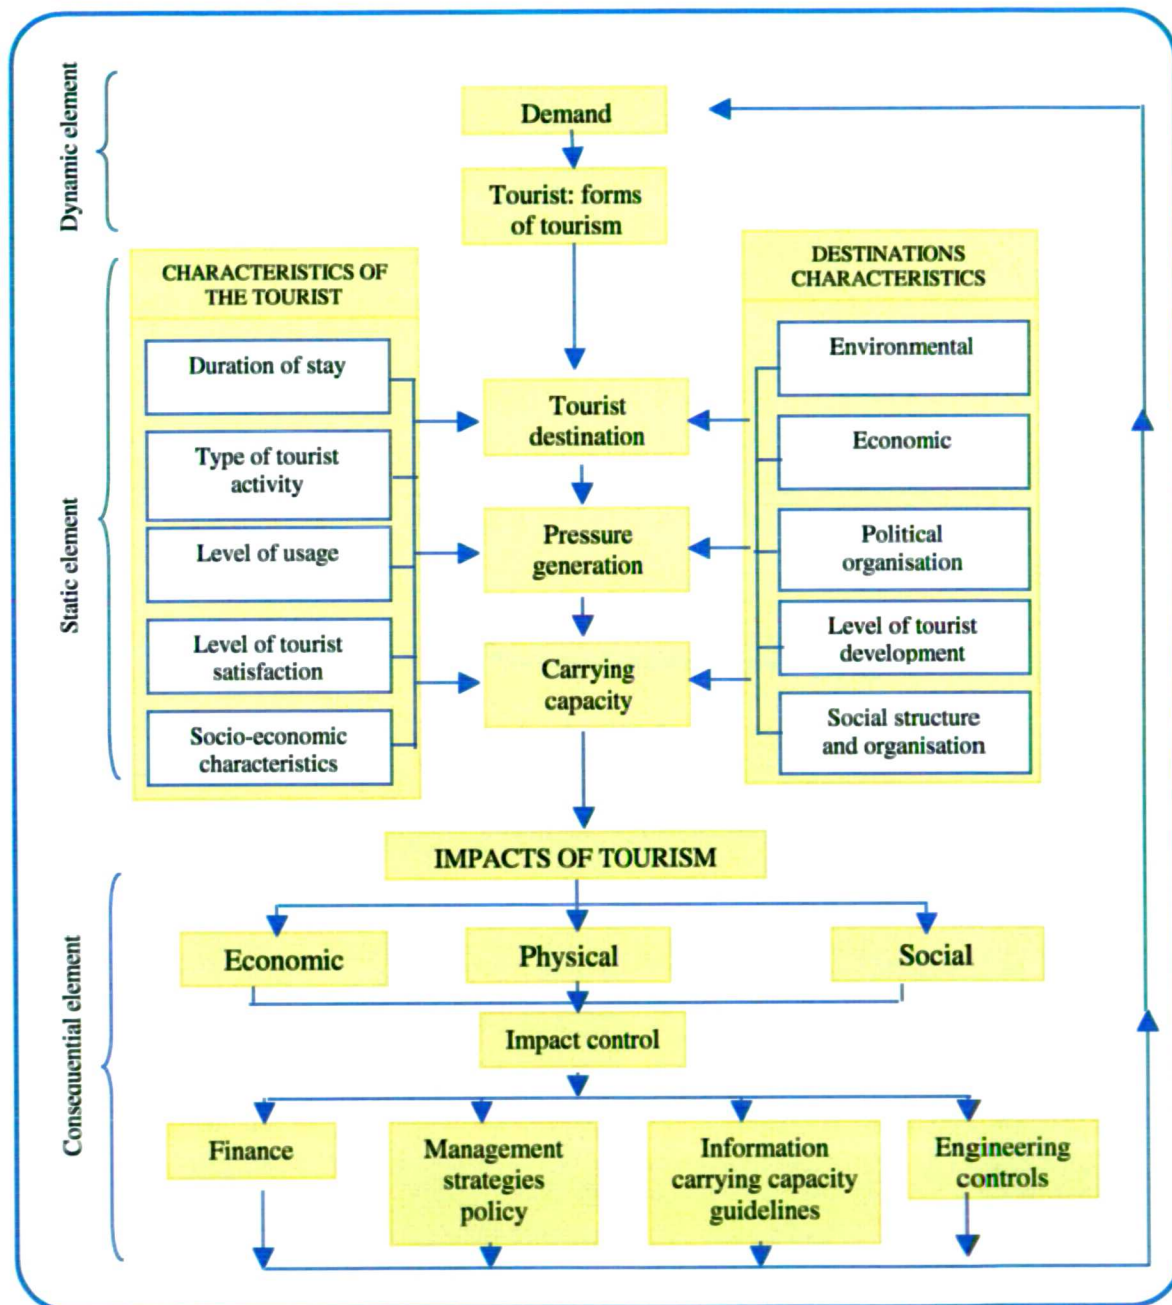 Dynamic element
Demand
Tourist: forms
of tourism
Static element
CHARACTERISTICS OF
THE TOURIST
Duration of stay
Type of tourist
activity
Level of usage
Level of tourist
satisfaction
Socio-economic
characteristics
Tourist
destination
Pressure
generation
Carrying
capacity
DESTINATIONS
CHARACTERISTICS
Environmental
Economic
Political
organisation
Level of tourist
development
Social structure
and organisation
Consequential element
IMPACTS OF TOURISM
Economic
Physical
Social
Impact control
Finance
Management
strategies
policy
Information
carrying capacity
guidelines
Engineering
controls